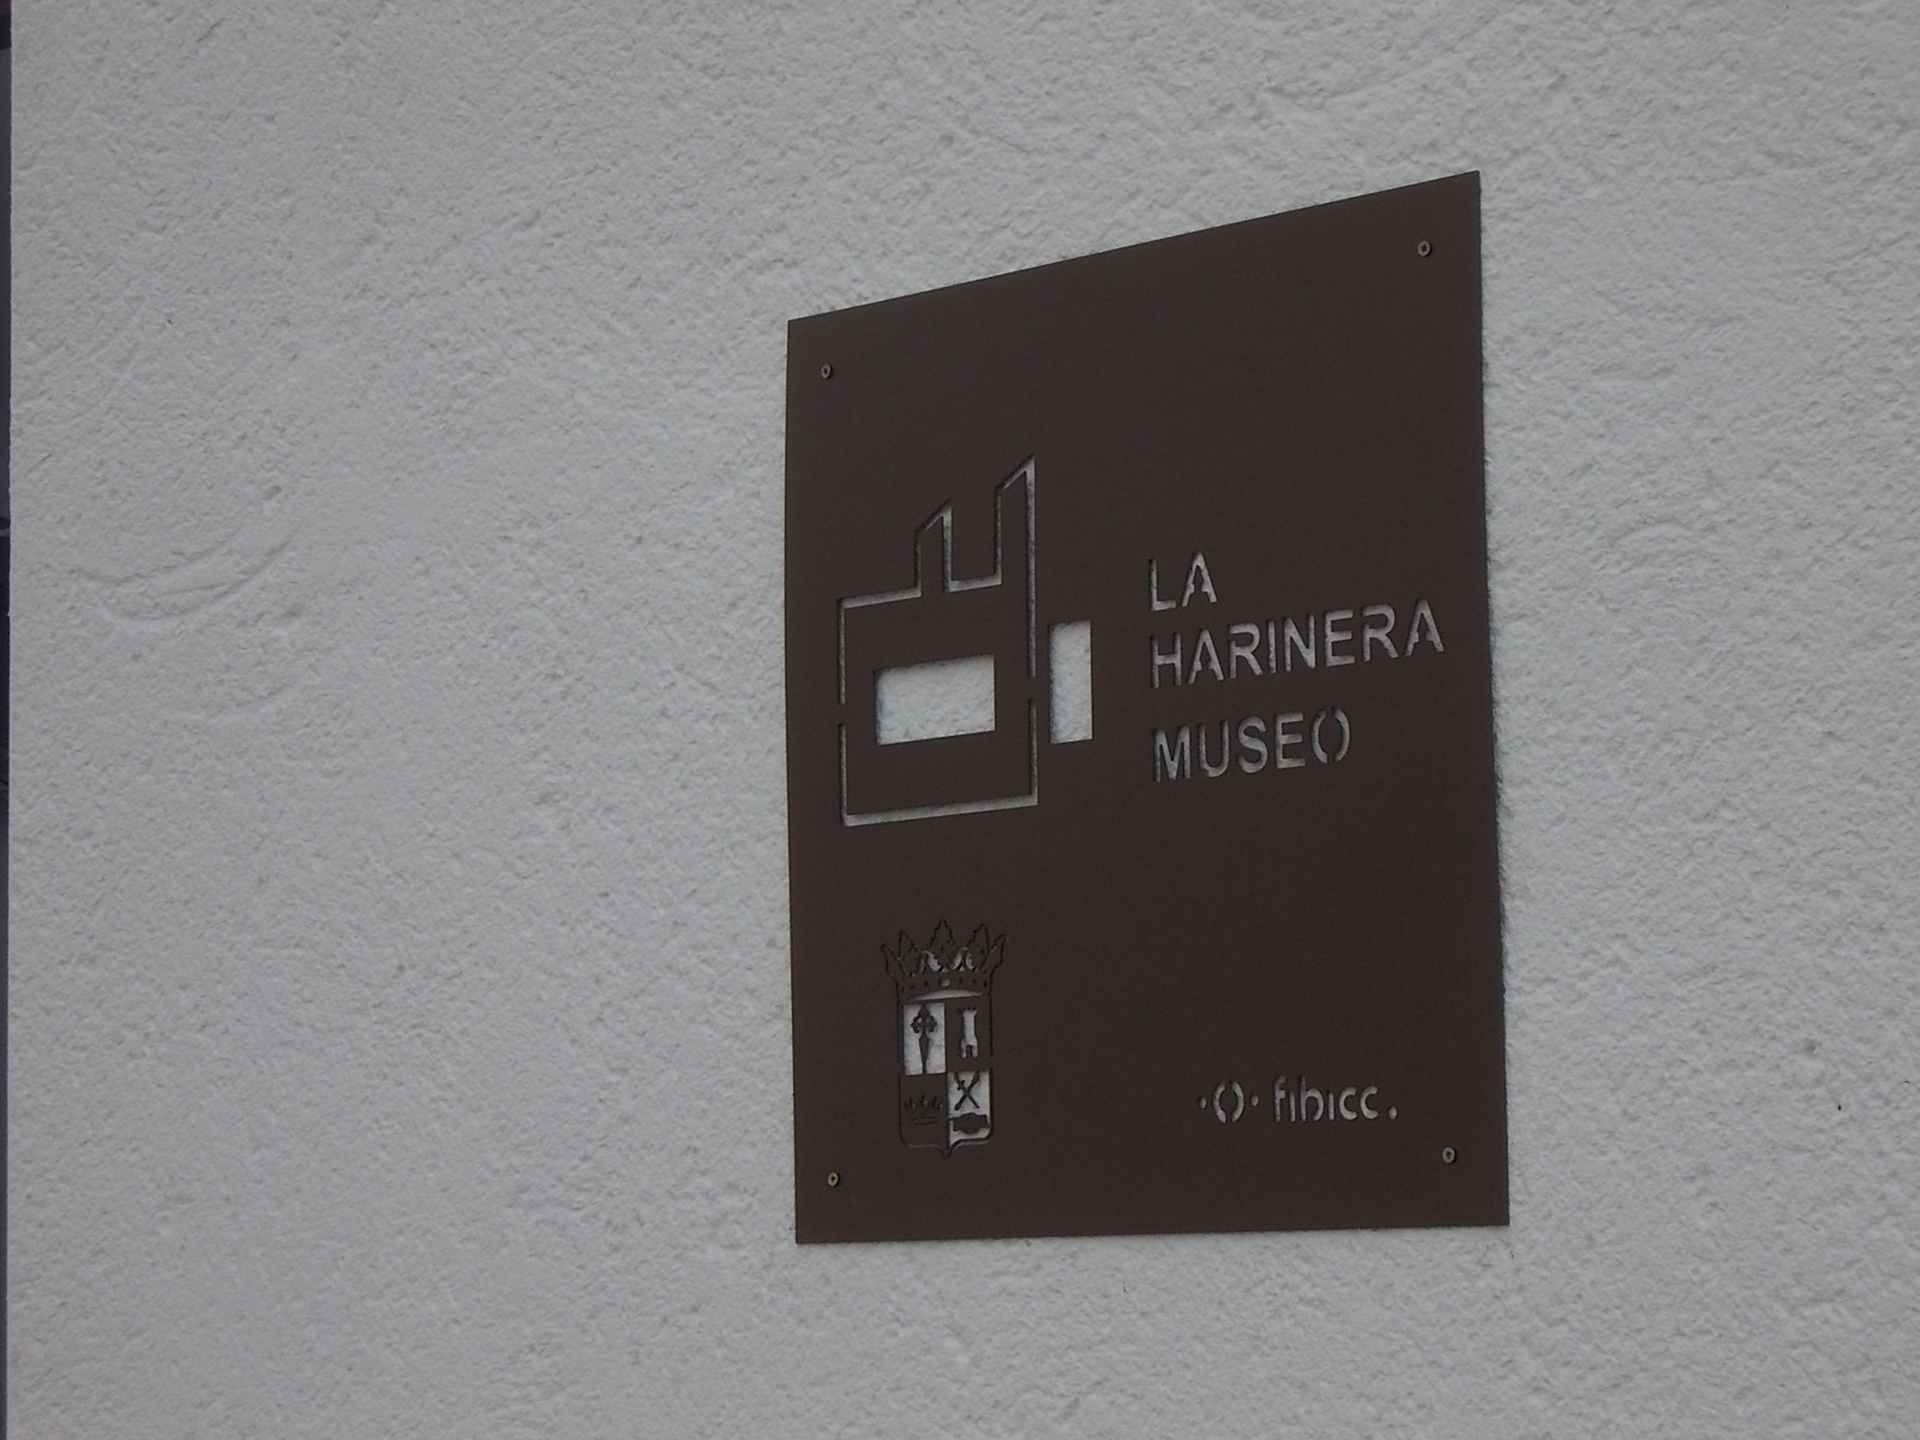 LA
HARINERA
MUSEO
fibicc.